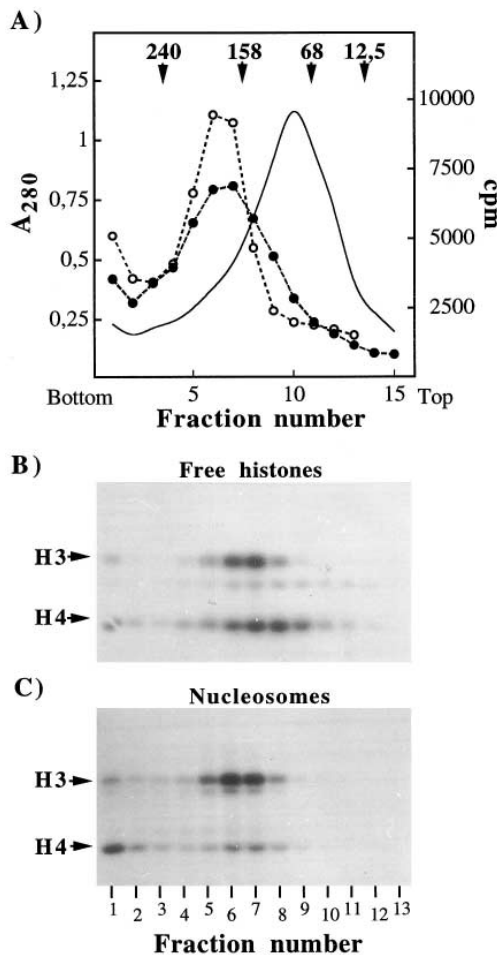 A)
240 158 68 12,5
1,25
1
0,75
0,5
0,25
A280
10000
7500
5000
2500
cpm
5 10 15
Bottom Top
Fraction number
B)
Free histones
H3
H4
C)
Nucleosomes
H3
H4
1 2 3 4 5 6 7 8 9 10 11 12 13
Fraction number